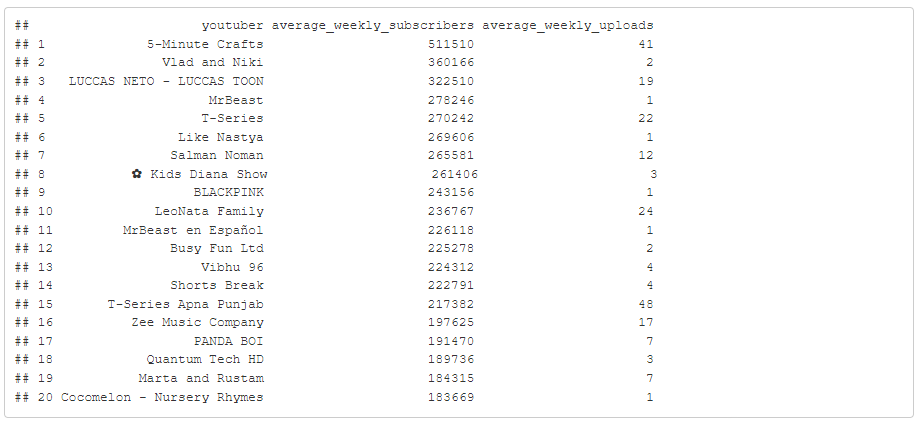 ## youtuber average_weekly_subscribers average_weekly_uploads
## 1 5-Minute Crafts 511510 41
## 2 Vlad and Niki 360166 2
## 3 LUCCAS NETO - LUCCAS TOON 322510 19
## 4 MrBeast 278246 1
## 5 T-Series 270242 22
## 6 Like Nastya 269606 1
## 7 Salman Noman 265581 12
## 8 ✿ Kids Diana Show 261406 3
## 9 BLACKPINK 243156 1
## 10 LeoNata Family 236767 24
## 11 MrBeast en Español 226118 1
## 12 Busy Fun Ltd 225278 2
## 13 Vibhu 96 224312 4
## 14 Shorts Break 222791 4
## 15 T-Series Apna Punjab 217382 48
## 16 Zee Music Company 197625 17
## 17 PANDA BOI 191470 7
## 18 Quantum Tech HD 189736 3
## 19 Marta and Rustam 184315 7
## 20 Cocomelon - Nursery Rhymes 183669 1